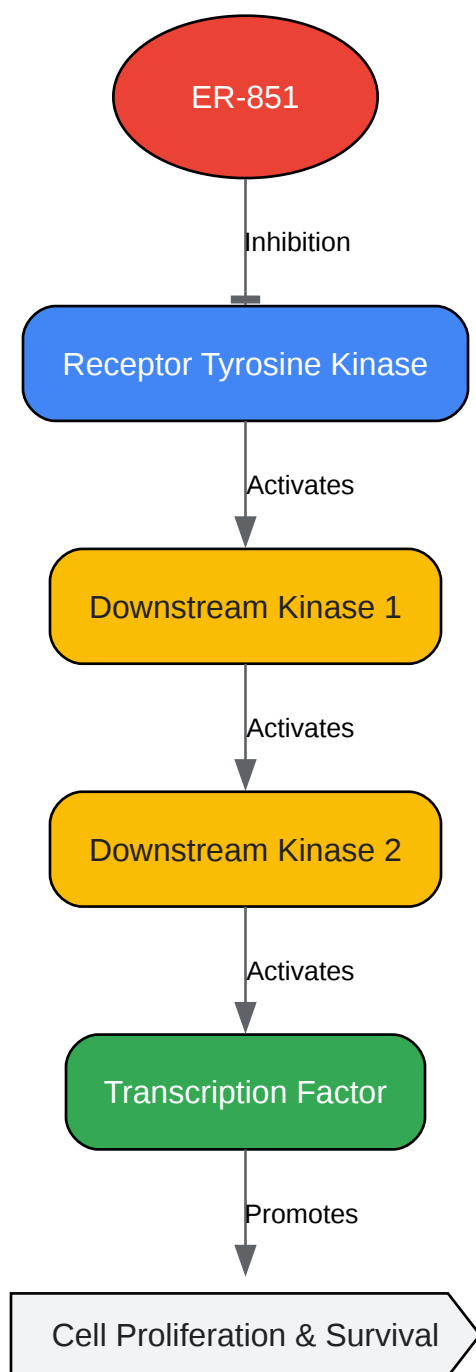 ER-851
Inhibition
Receptor Tyrosine Kinase
Activates
Downstream Kinase 1
Activates
Downstream Kinase 2
Activates
Transcription Factor
Promotes
Cell Proliferation & Survival